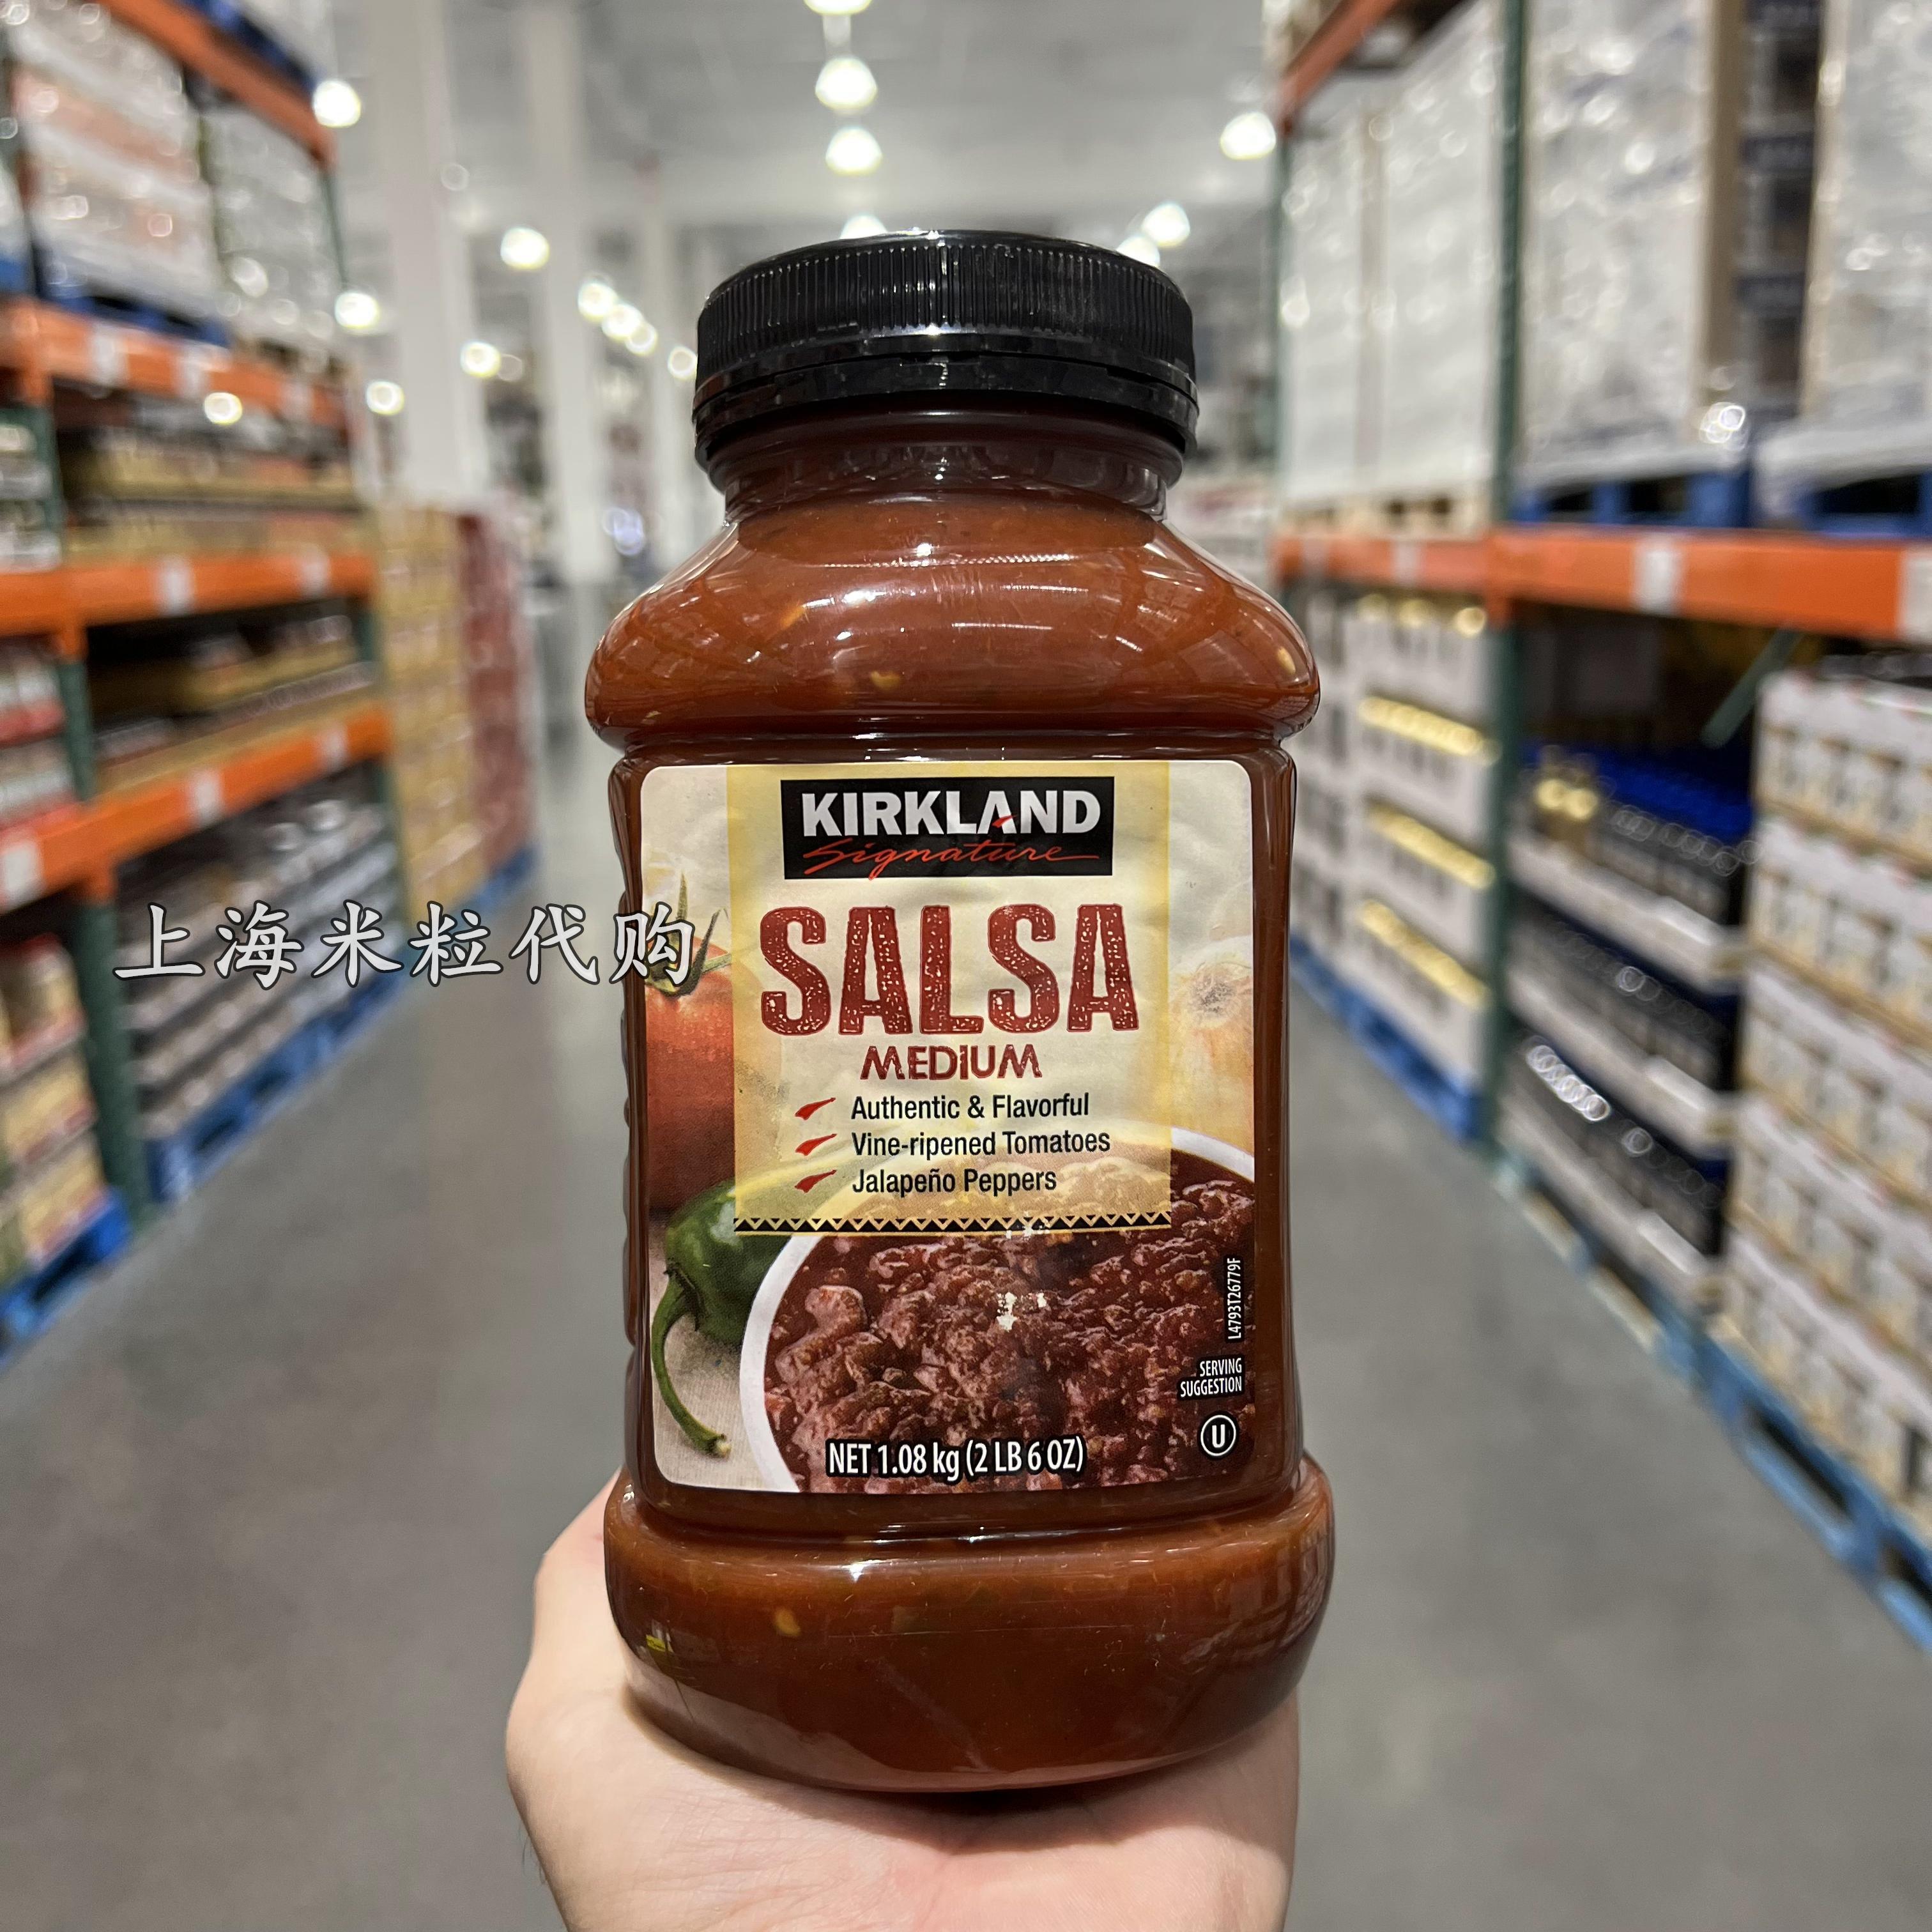 KIRKLAND
Signature
上海米粒代购
SALSA
MEDIUM
Authentic & Flavorful
Vine-ripened Tomatoes
Jalapeño Peppers
L4793T26779F
SERVING
SUGGESTION
U
NET 1.08 kg (2 LB 6 OZ)